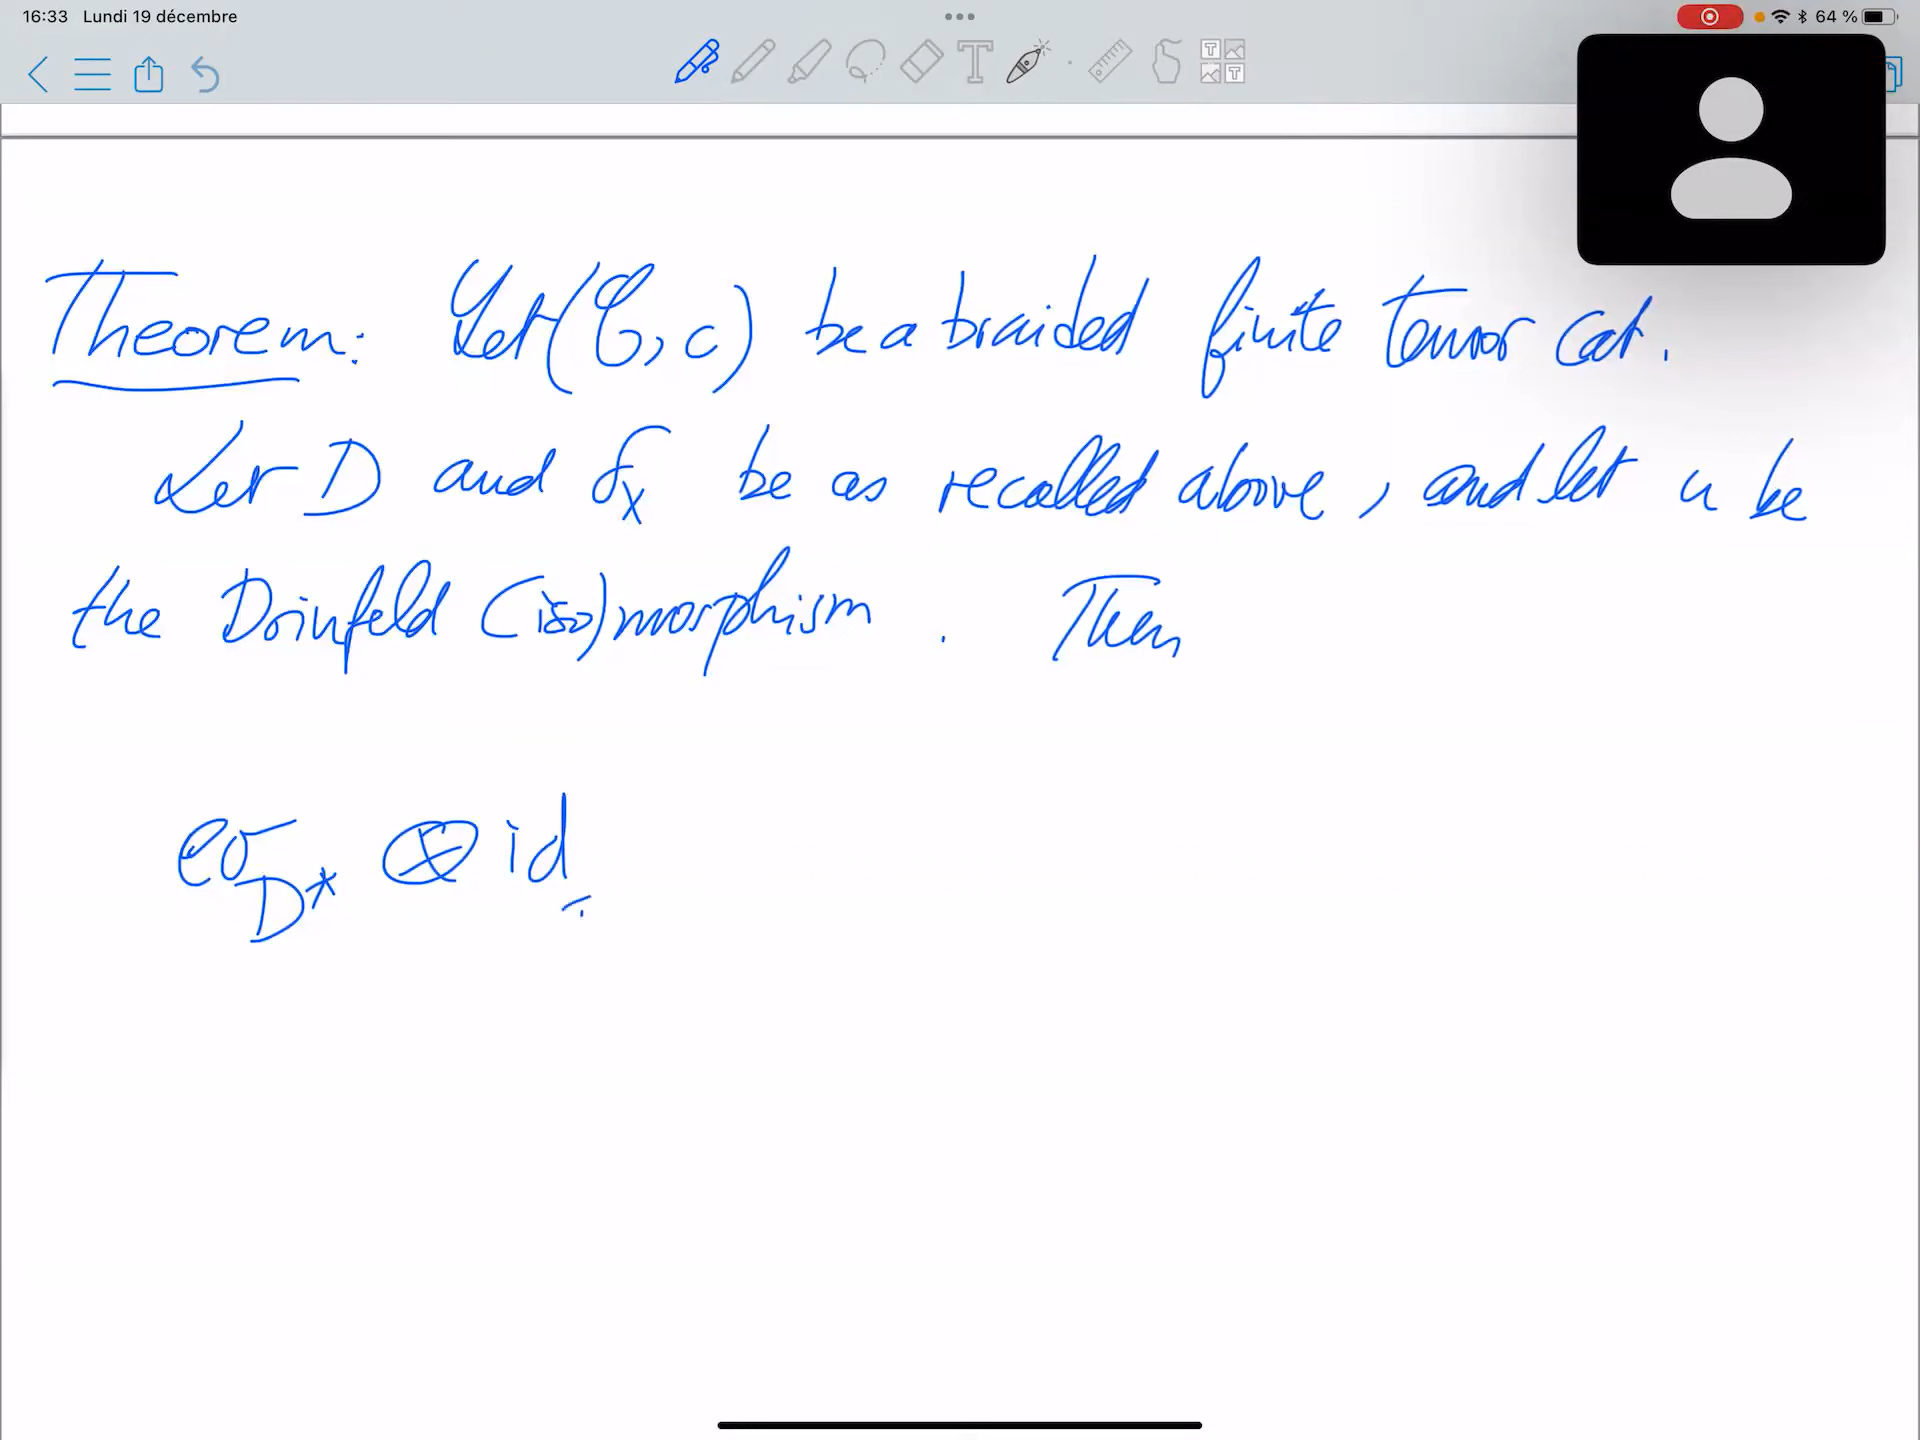 16:33 Lundi 19 décembre
64 %
Theorem: Let (C, c) be a braided finite tensor cat.
Let D and δ_X be as recalled above, and let u be
the Drinfeld (iso)morphism. Then
ev_D* ⊗ id